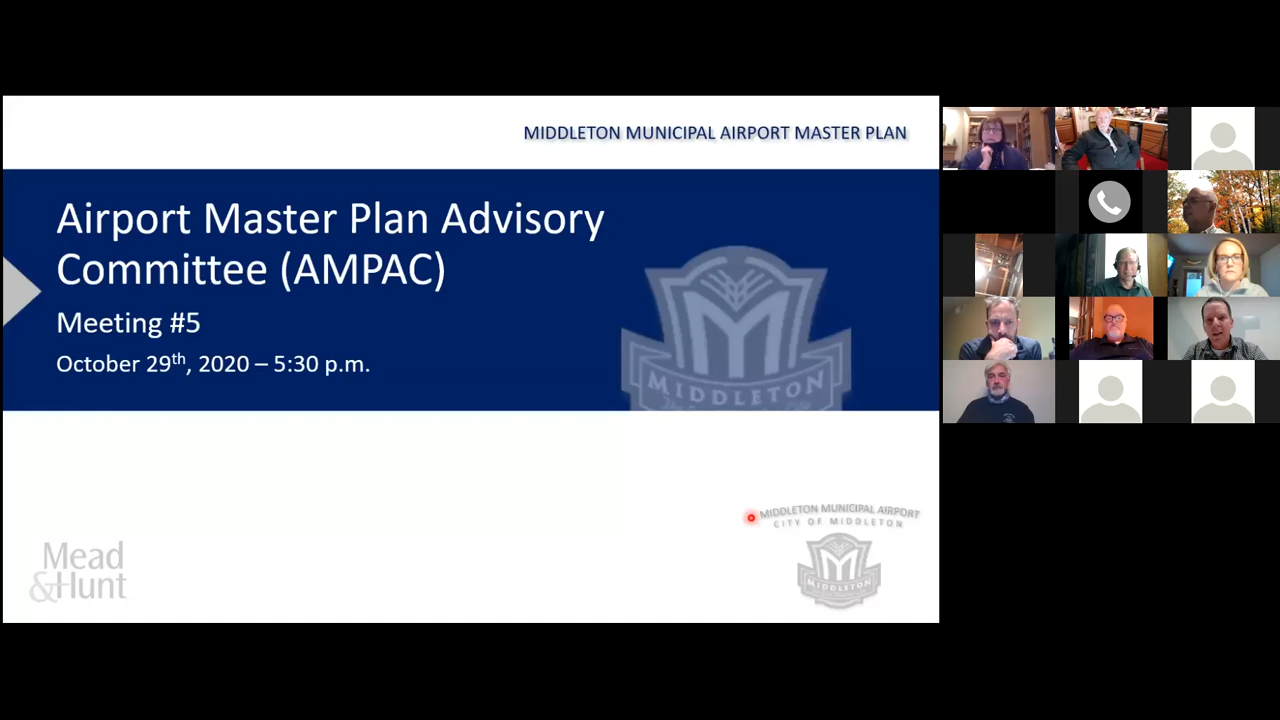 MIDDLETON MUNICIPAL AIRPORT MASTER PLAN
Airport Master Plan Advisory
Committee (AMPAC)
Meeting #5
October 29th, 2020 – 5:30 p.m.
MIDDLETON
MIDDLETON MUNICIPAL AIRPORT
CITY OF MIDDLETON
MIDDLETON
Mead
&Hunt